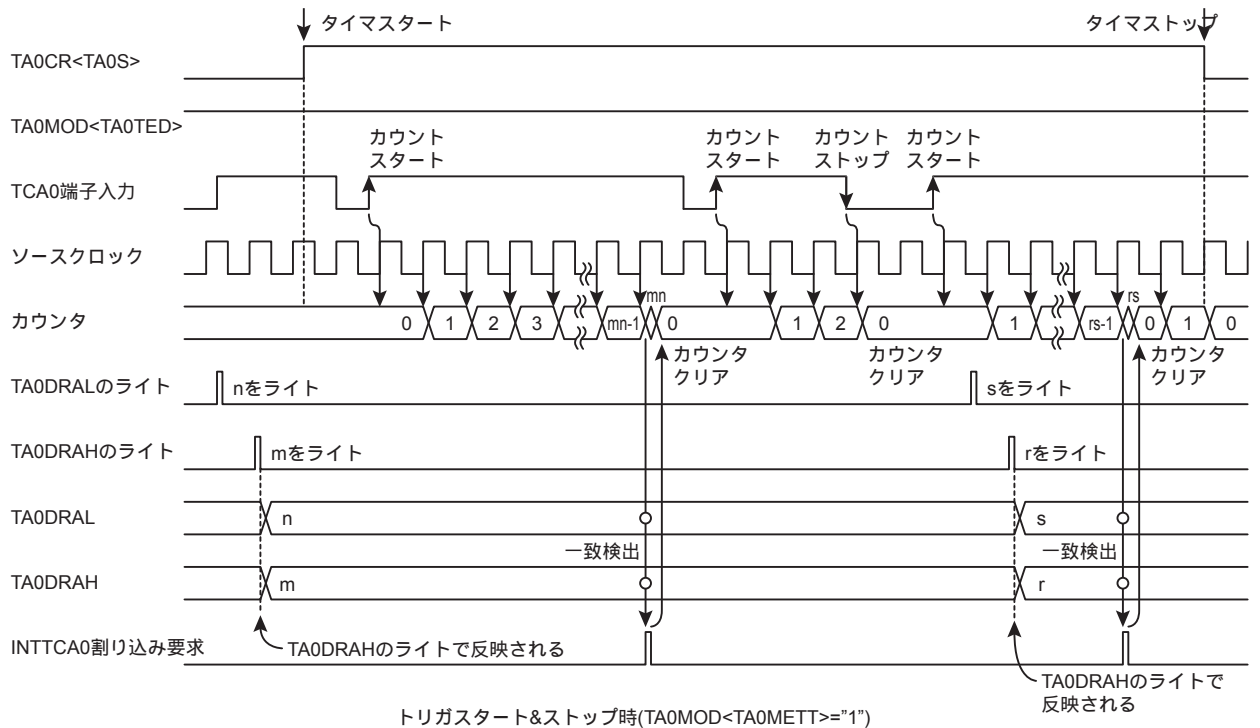 タイマスタート
タイマストップ
TA0CR<TA0S>
TA0MOD<TA0TED>
カウント
スタート
カウント
スタート
カウント
ストップ
カウント
スタート
TCA0端子入力
ソースクロック
カウンタ
0 1 2 3 mn-1 mn 0 1 2 0 1 rs-1 rs 0 1 0
カウンタ
クリア
カウンタ
クリア
カウンタ
クリア
TA0DRALのライト
nをライト
sをライト
TA0DRAHのライト
mをライト
rをライト
TA0DRAL
n
s
一致検出
一致検出
TA0DRAH
m
r
INTTCA0割り込み要求
TA0DRAHのライトで反映される
TA0DRAHのライトで
反映される
トリガスタート&ストップ時(TA0MOD<TA0METT>="1")